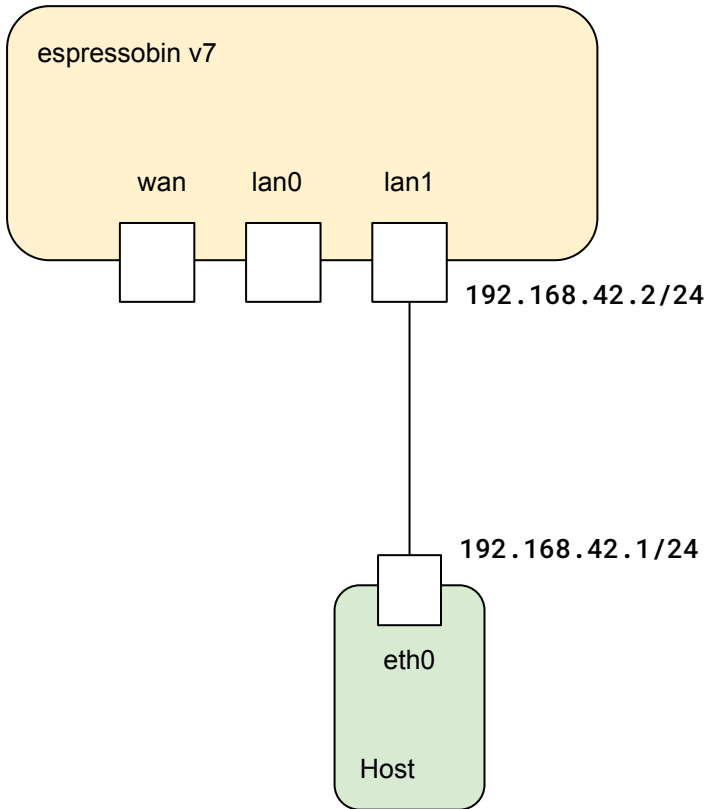 espressobin v7
wan lan0 lan1
192.168.42.2/24
192.168.42.1/24
eth0
Host